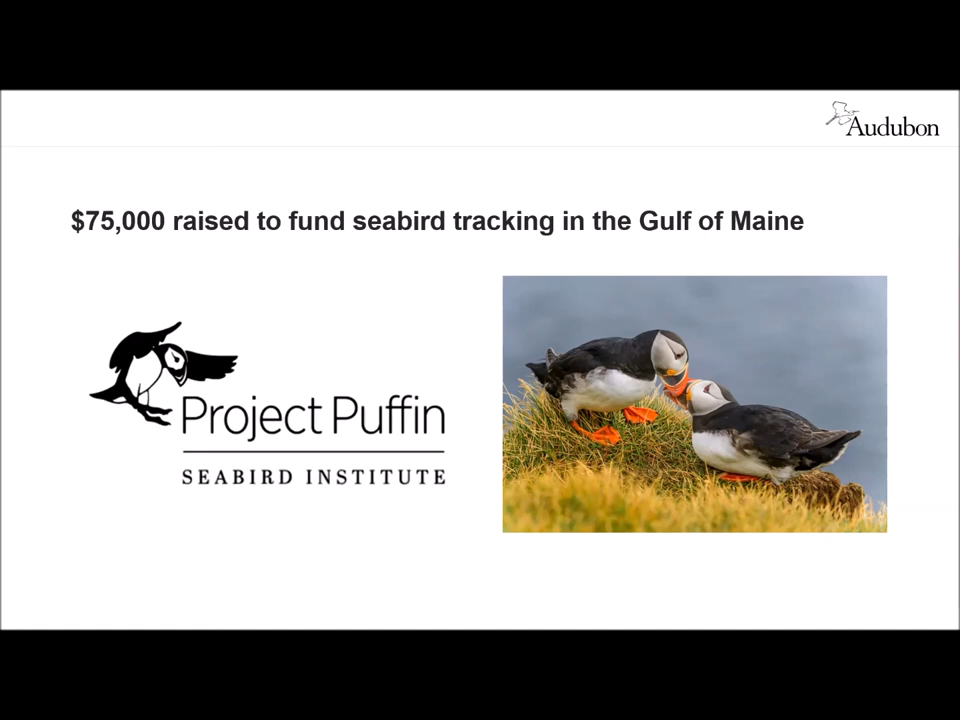 Audubon
$75,000 raised to fund seabird tracking in the Gulf of Maine
Project Puffin
SEABIRD INSTITUTE